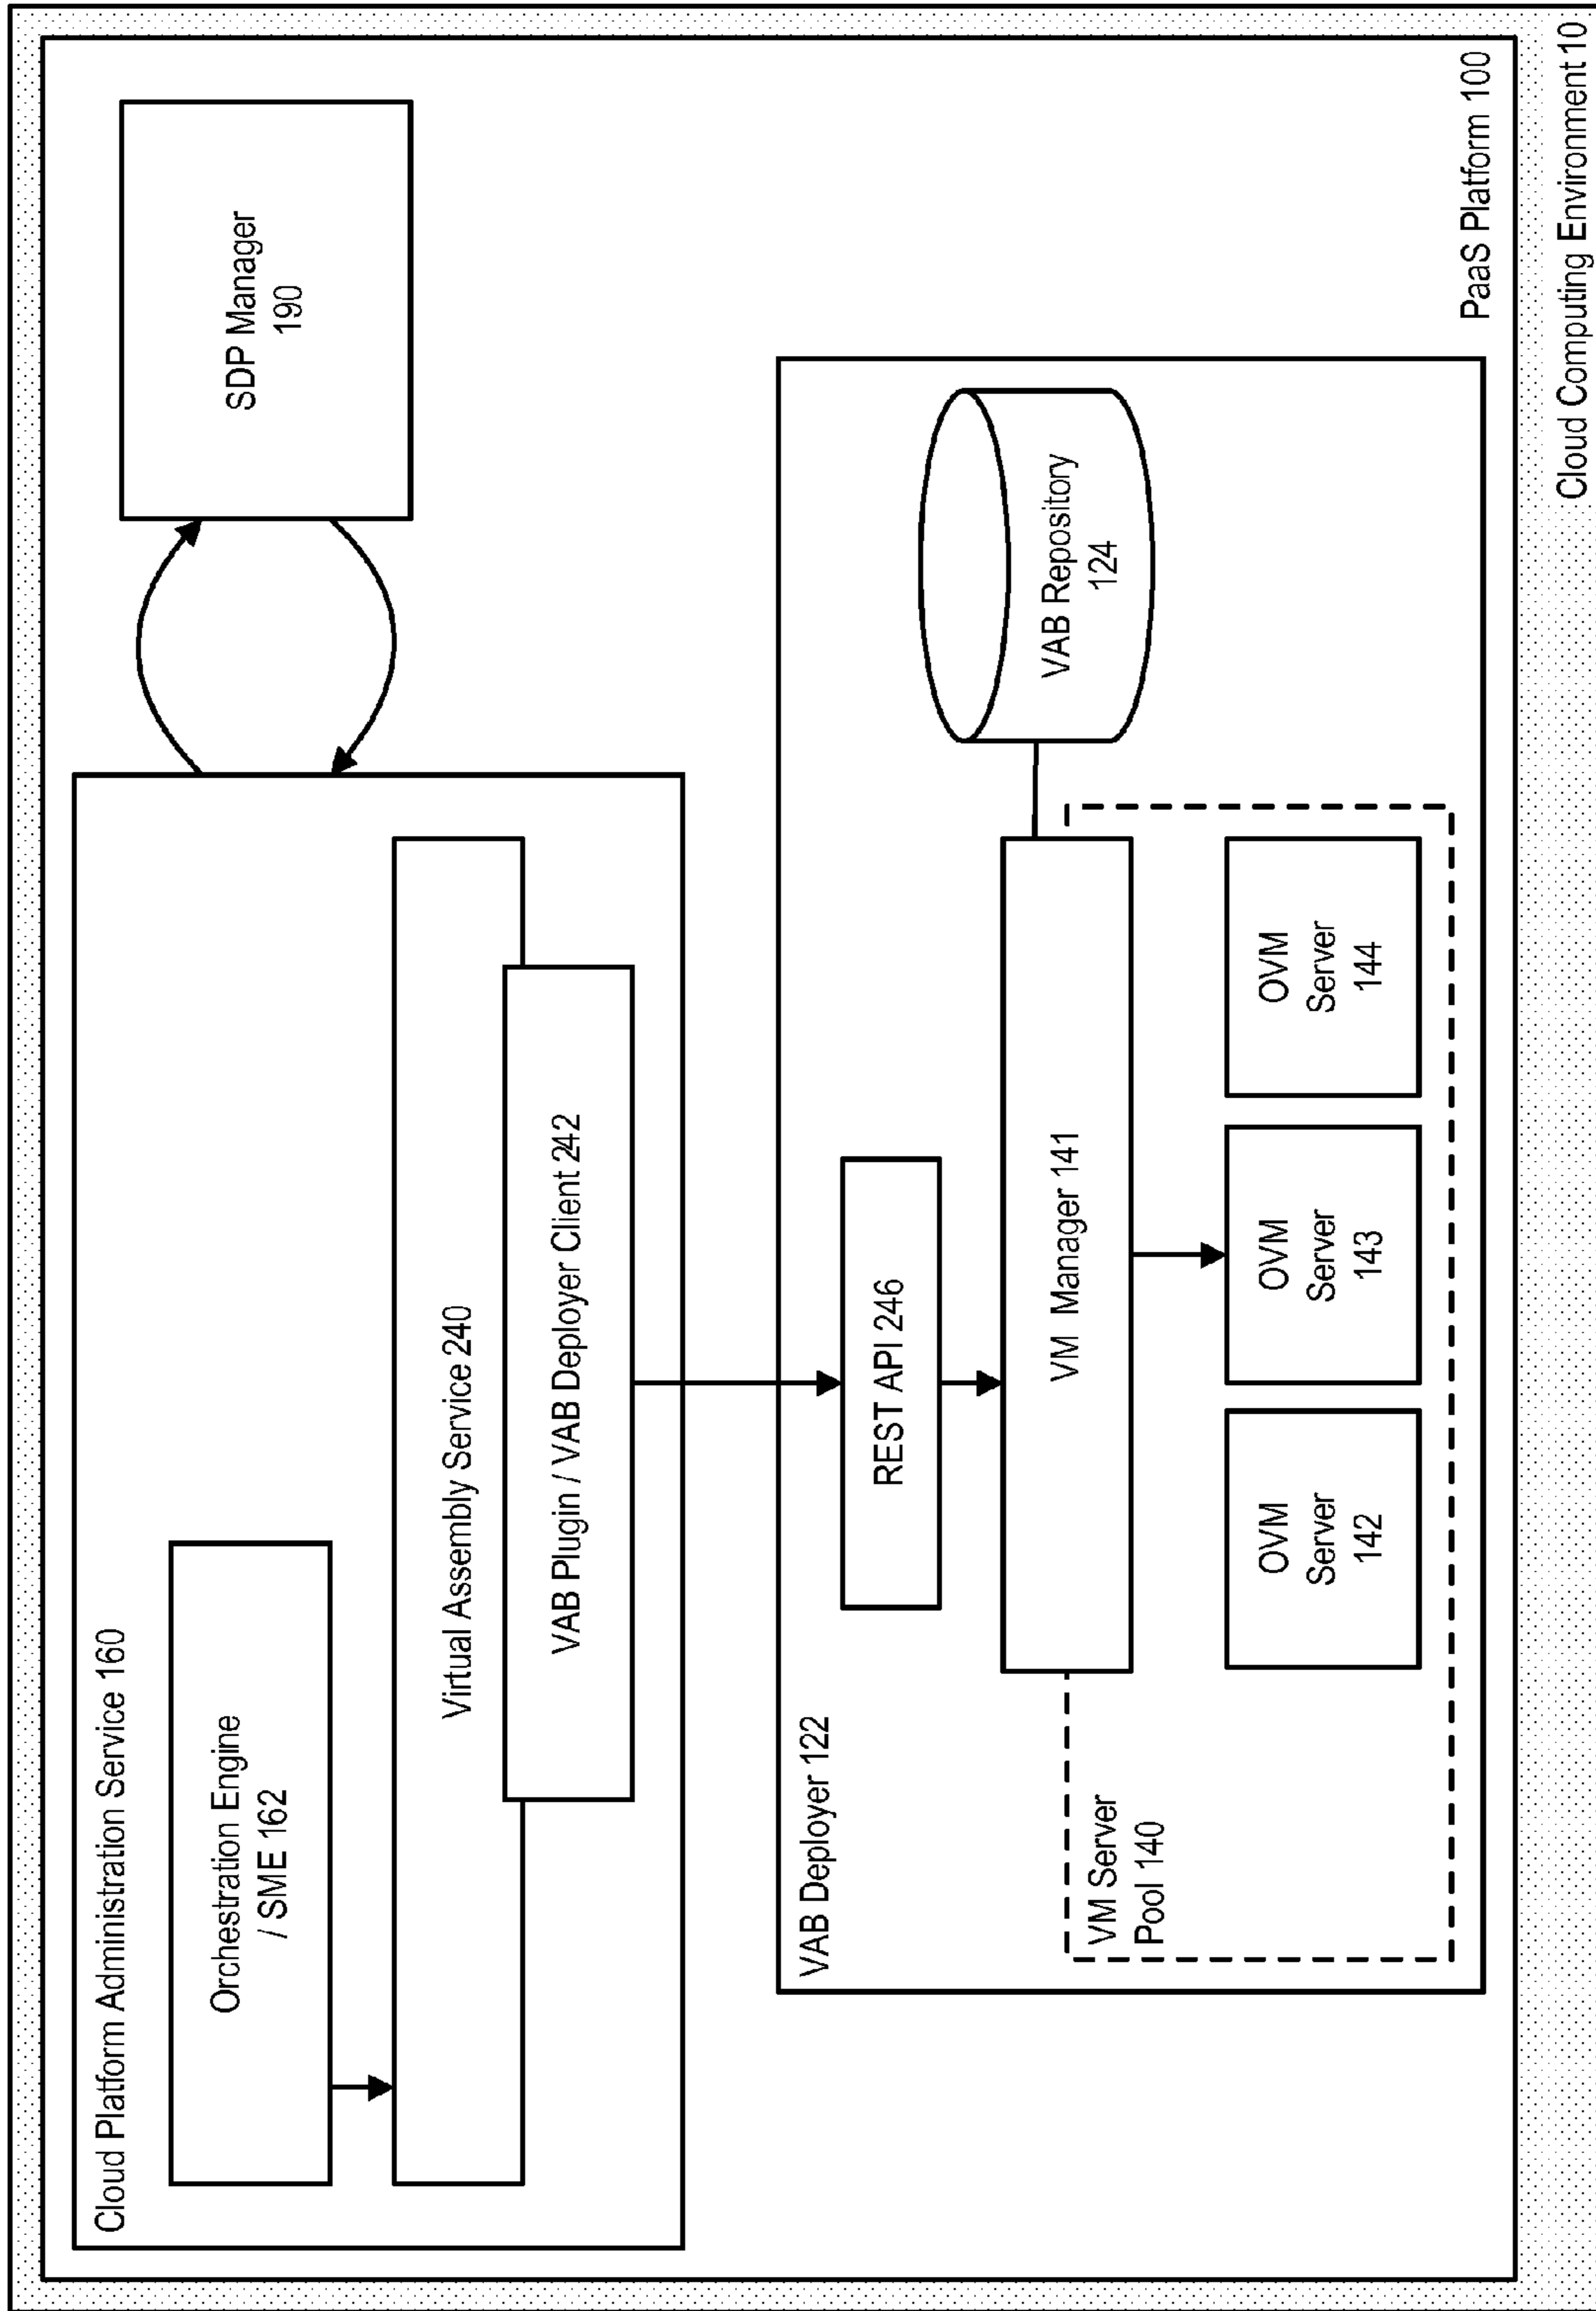 Cloud Platform Administration Service 160
Orchestration Engine
/ SME 162
SDP Manager
190
Virtual Assembly Service 240
VAB Plugin / VAB Deployer Client 242
VAB Deployer 122
REST API 246
VAB Repository
124
VM Manager 141
VM Server
Pool 140
OVM
Server
142
OVM
Server
143
OVM
Server
144
PaaS Platform 100
Cloud Computing Environment 10